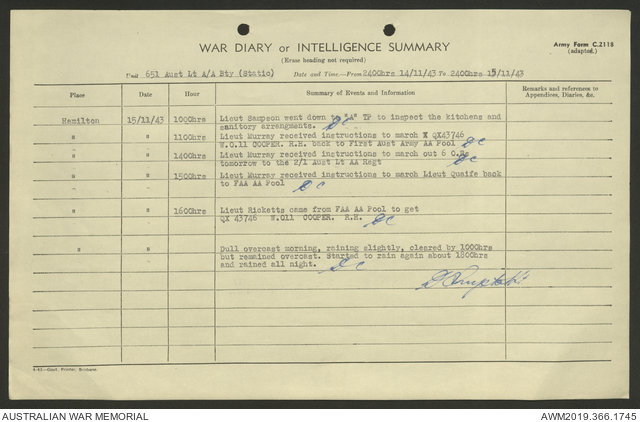 WAR DIARY or INTELLIGENCE SUMMARY
Army Form C.2118
(adapted.)
(Erase heading not required)
Unit 651 Aust Lt A/A Bty (Static) Date and Time.—From 2400Hrs 14/11/43 To 2400Hrs 15/11/43
Place Date Hour Summary of Events and Information Remarks and references to
Appendices, Diaries, &c.
Hamilton 15/11/43 1000hrs Lieut Sampson went down to "A" TP to inspect the kitchens and
sanitory arrangments. DC
" " 1100hrs Lieut Murray received instructions to march X QX43746
W.O.11 COOPER. R.H. back to First Aust Army AA Pool DC
" " 1400hrs Lieut Murray received instructions to march out 6 O.Rs
tomorrow to the 2/1 Aust Lt AA Regt DC
" " 1500hrs Lieut Murray received instructions to march Lieut Quaife back
to FAA AA Pool DC
" " 1600hrs Lieut Ricketts came from FAA AA Pool to get
QX 43746 W.O11 COOPER. R.H. DC
" " Dull overcast morning, raining slightly, cleared by 1000hrs
but remained overcast. Started to rain again about 1800hrs
and rained all night. DC
AUSTRALIAN WAR MEMORIAL
AWM2019.366.1745